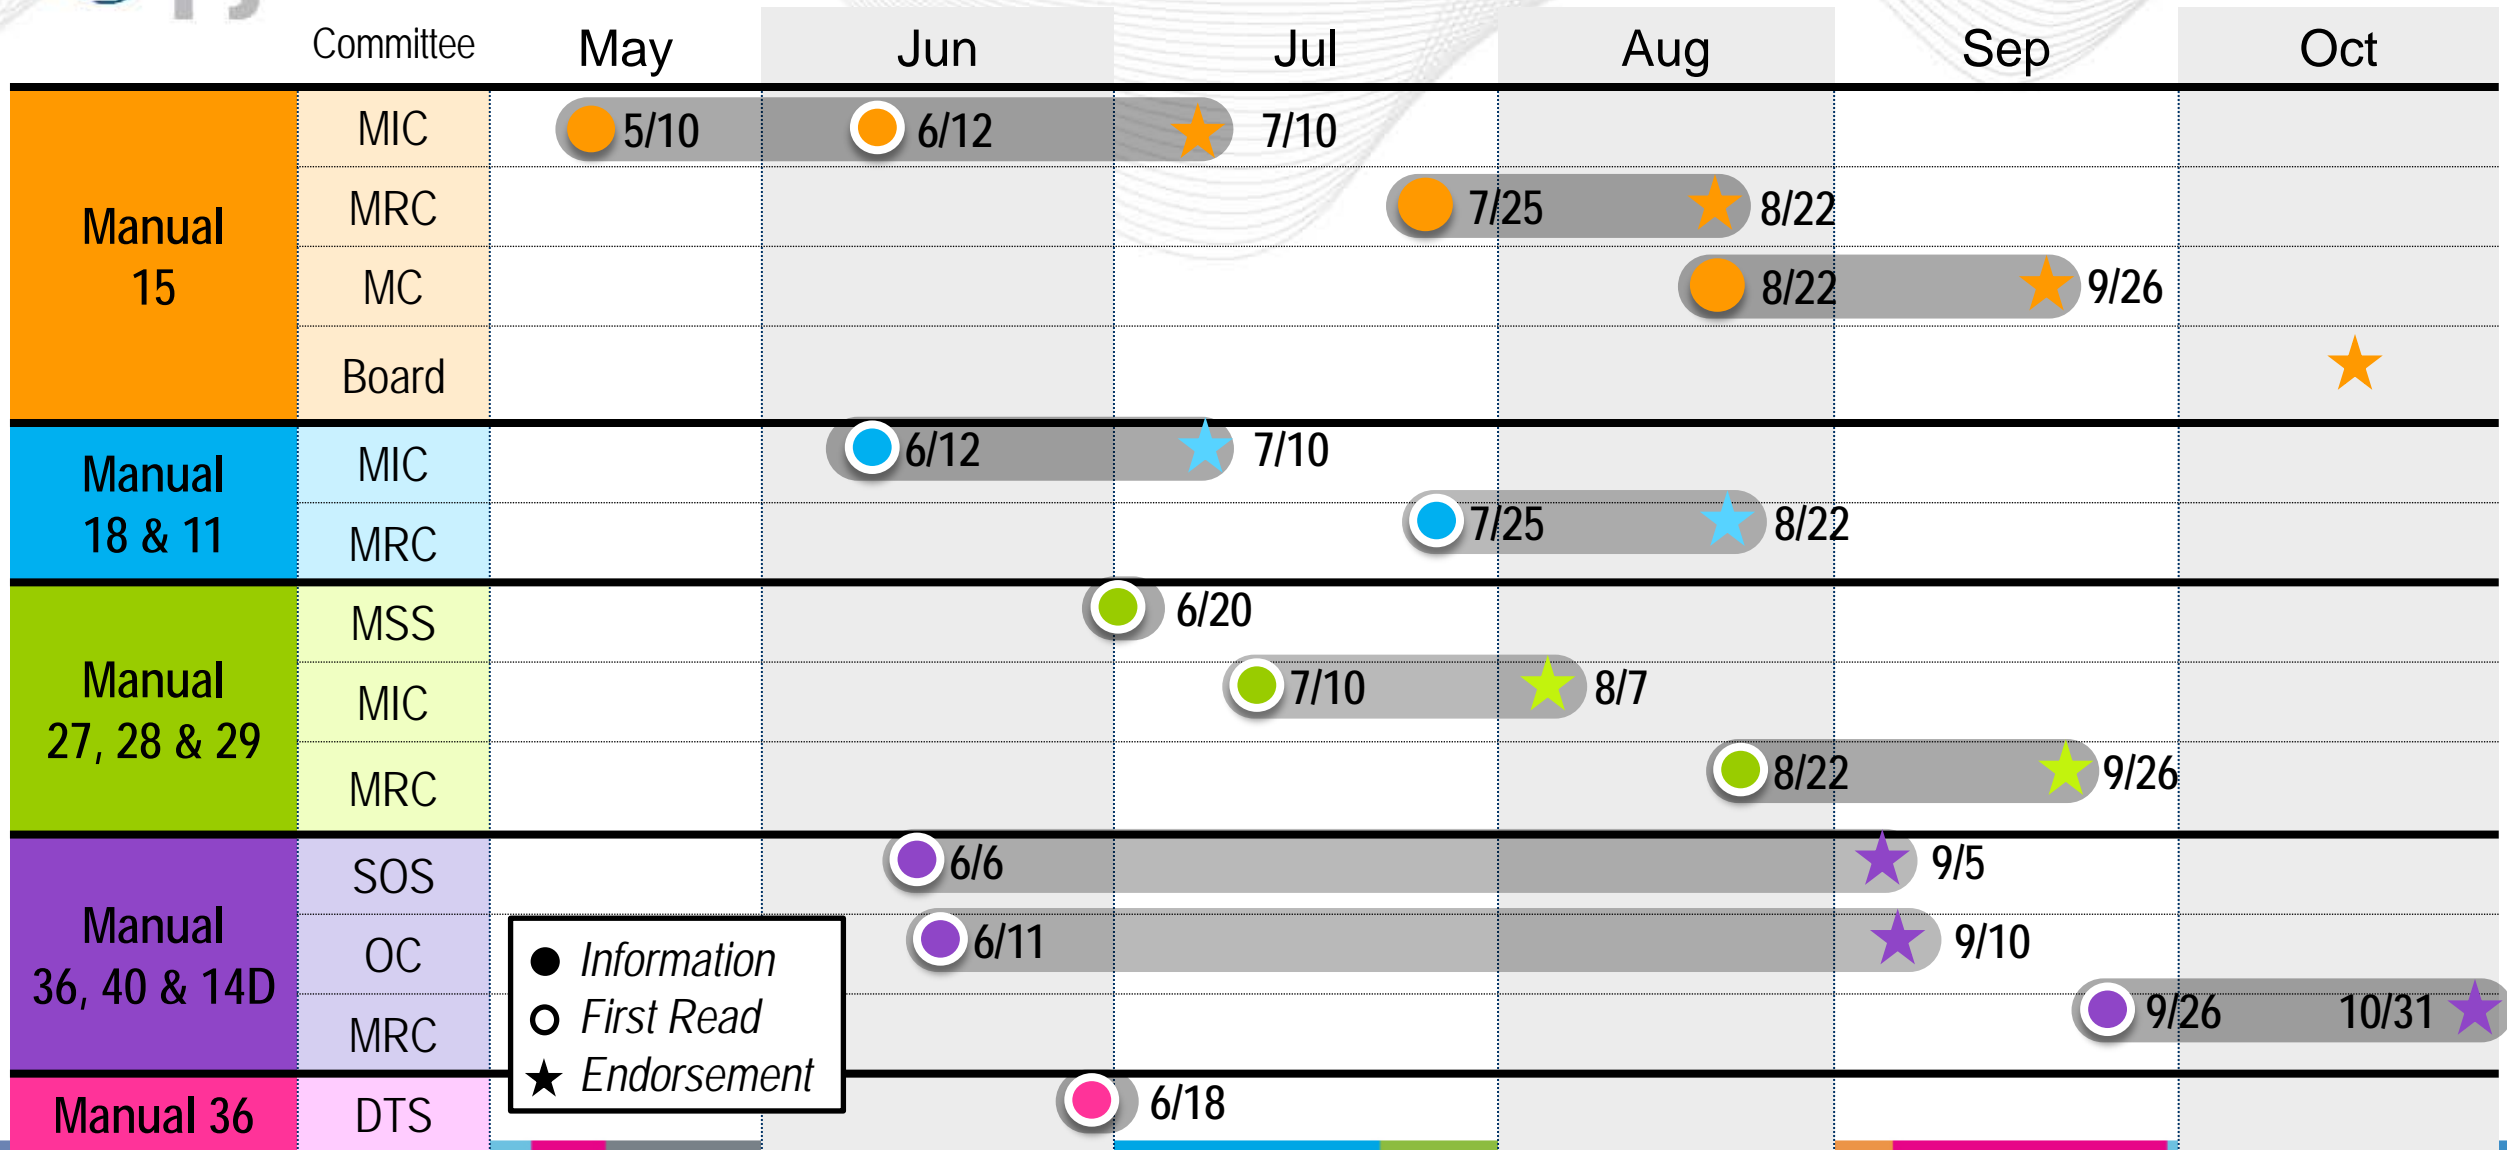 Committee May Jun Jul Aug Sep Oct
Manual 15
MIC 5/10 6/12 7/10
MRC 7/25 8/22
MC 8/22 9/26
Board
Manual 18 & 11
MIC 6/12 7/10
MRC 7/25 8/22
Manual 27, 28 & 29
MSS 6/20
MIC 7/10 8/7
MRC 8/22 9/26
Manual 36, 40 & 14D
SOS 6/6 9/5
OC 6/11 9/10
MRC 9/26 10/31
Manual 36
DTS 6/18
Information
First Read
Endorsement